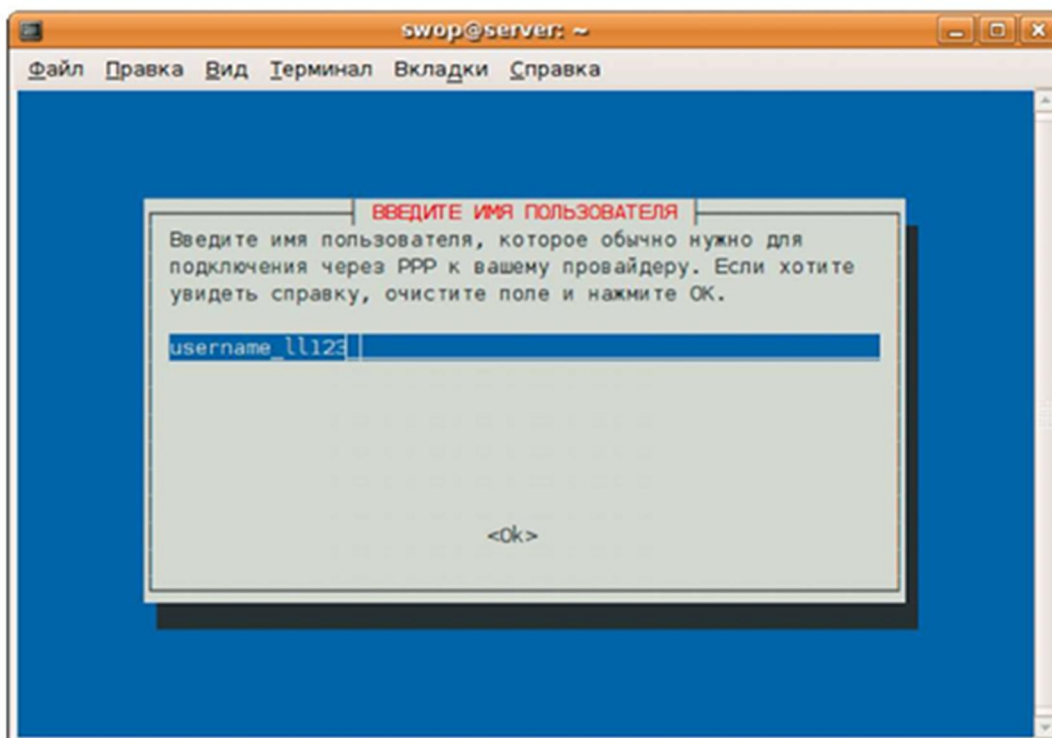 swop@server: ~
Файл Правка Вид Терминал Вкладки Справка
ВВЕДИТЕ ИМЯ ПОЛЬЗОВАТЕЛЯ
Введите имя пользователя, которое обычно нужно для
подключения через PPP к вашему провайдеру. Если хотите
увидеть справку, очистите поле и нажмите OK.
username_ll123
<Ok>